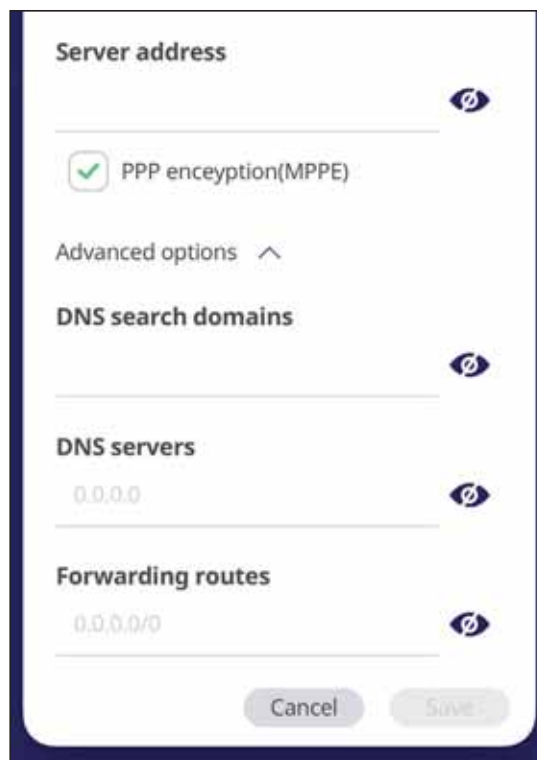 Server address
PPP enceyption(MPPE)
Advanced options
DNS search domains
DNS servers
0.0.0.0
Forwarding routes
0.0.0.0/0
Cancel
Save